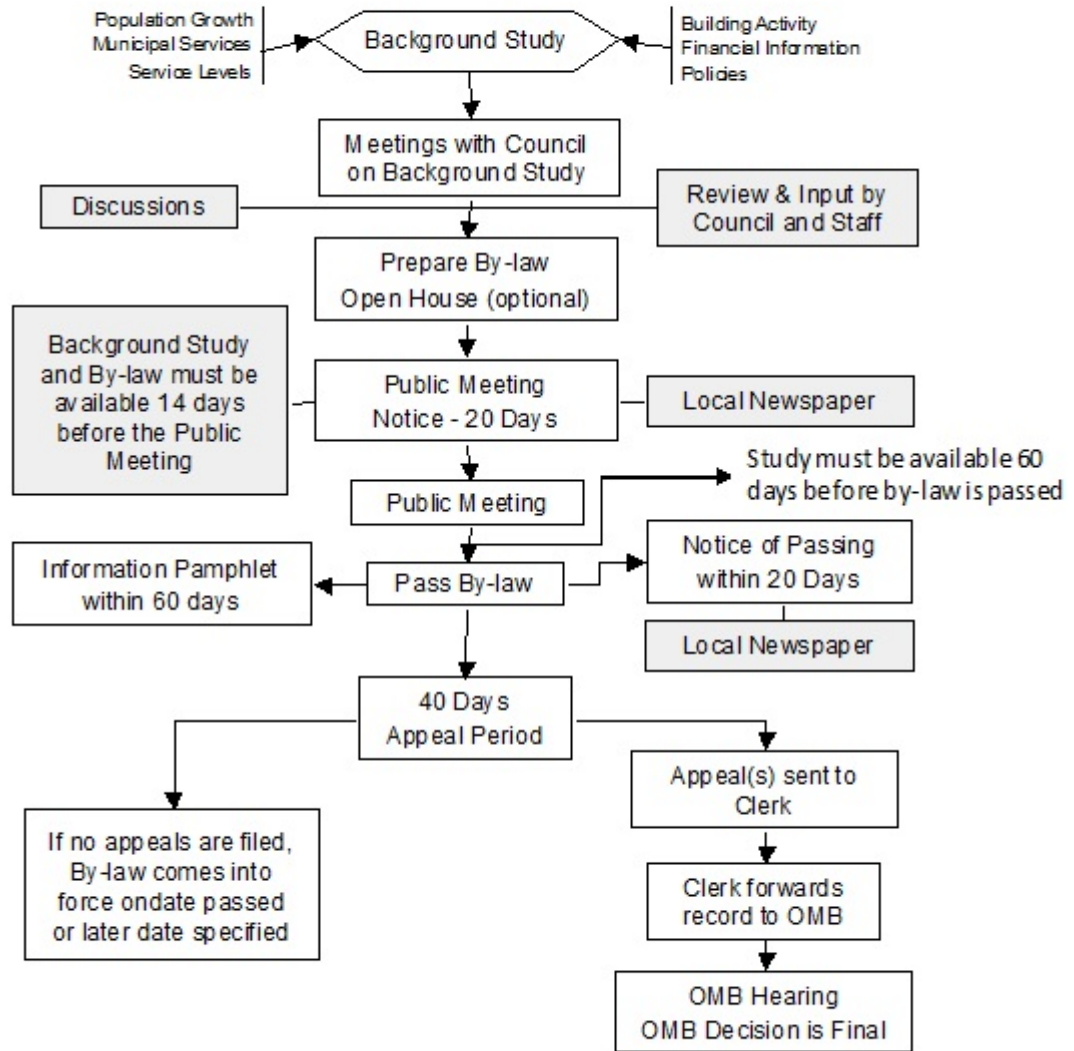 Population Growth
Municipal Services
Service Levels
Background Study
Building Activity
Financial Information
Policies
Meetings with Council
on Background Study
Discussions
Review & Input by
Council and Staff
Prepare By-law
Open House (optional)
Background Study
and By-law must be
available 14 days
before the Public
Meeting
Public Meeting
Notice - 20 Days
Local Newspaper
Study must be available 60
days before by-law is passed
Public Meeting
Information Pamphlet
within 60 days
Pass By-law
Notice of Passing
within 20 Days
Local Newspaper
40 Days
Appeal Period
If no appeals are filed,
By-law comes into
force ondate passed
or later date specified
Appeal(s) sent to
Clerk
Clerk forwards
record to OMB
OMB Hearing
OMB Decision is Final